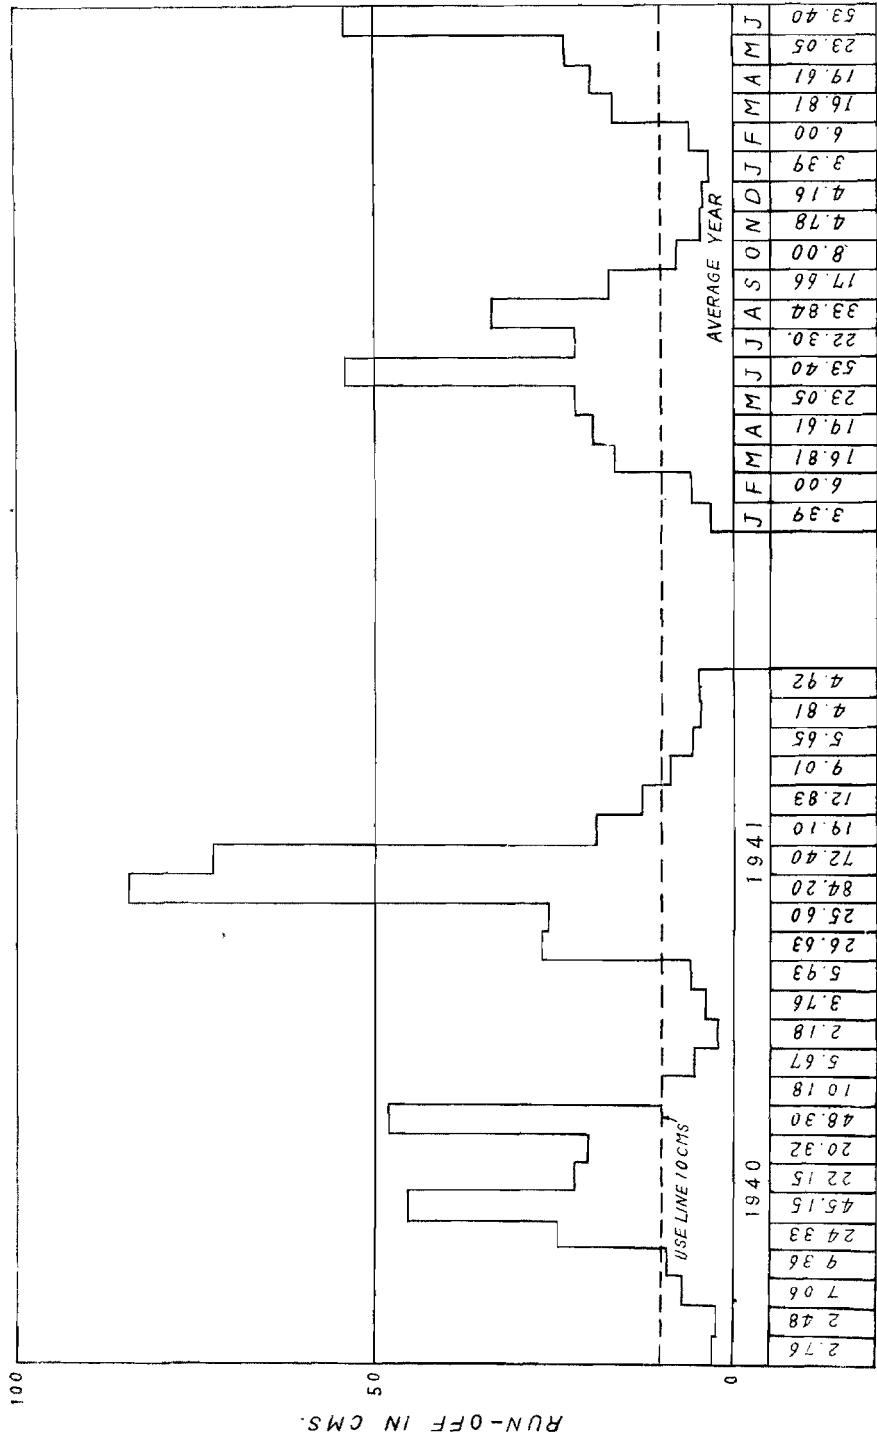 100
50
0
RUN-OFF IN CMS.
USE LINE 10 CMS
AVERAGE YEAR
1940 1941 J F M A M J J A S O N D J F M A M J
2.76 2.48 7.06 9.36 24.33 45.15 22.15 20.32 48.30 10.18 5.67 2.18 3.76 5.93 26.63 25.60 84.20 72.40 19.10 12.83 9.01 5.65 4.81 4.92 3.39 6.00 16.81 19.61 23.05 53.40 22.30. 33.84 17.66 8.00 4.78 4.16 3.39 6.00 16.81 19.61 23.05 53.40